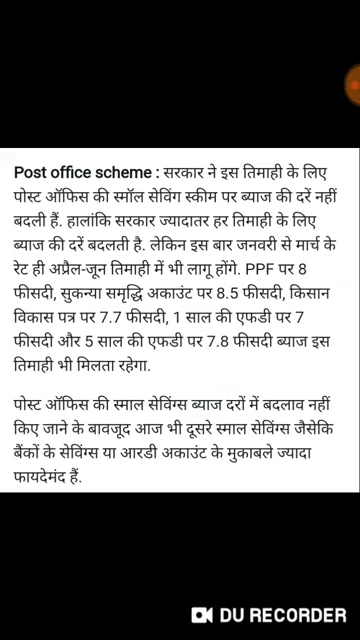 Post office scheme : सरकार ने इस तिमाही के लिए
पोस्ट ऑफिस की स्मॉल सेविंग स्कीम पर ब्याज की दरें नहीं
बदली हैं. हालांकि सरकार ज्यादातर हर तिमाही के लिए
ब्याज की दरें बदलती है. लेकिन इस बार जनवरी से मार्च के
रेट ही अप्रैल-जून तिमाही में भी लागू होंगे. PPF पर 8
फीसदी, सुकन्या समृद्धि अकाउंट पर 8.5 फीसदी, किसान
विकास पत्र पर 7.7 फीसदी, 1 साल की एफडी पर 7
फीसदी और 5 साल की एफडी पर 7.8 फीसदी ब्याज इस
तिमाही भी मिलता रहेगा.
पोस्ट ऑफिस की स्माल सेविंग्स ब्याज दरों में बदलाव नहीं
किए जाने के बावजूद आज भी दूसरे स्माल सेविंग्स जैसेकि
बैंकों के सेविंग्स या आरडी अकाउंट के मुकाबले ज्यादा
फायदेमंद हैं.
DU RECORDER